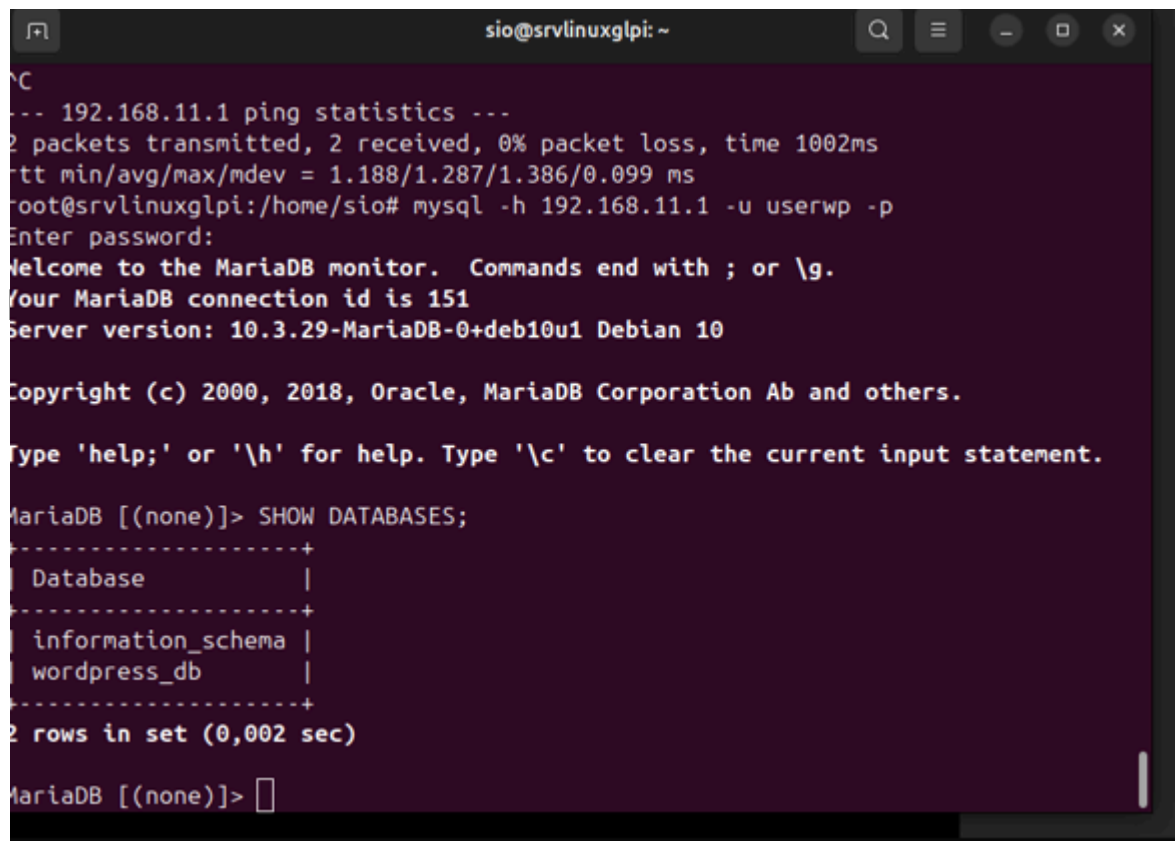 sio@srvlinuxglpi: ~
^C
--- 192.168.11.1 ping statistics ---
2 packets transmitted, 2 received, 0% packet loss, time 1002ms
rtt min/avg/max/mdev = 1.188/1.287/1.386/0.099 ms
root@srvlinuxglpi:/home/sio# mysql -h 192.168.11.1 -u userwp -p
Enter password:
Welcome to the MariaDB monitor.  Commands end with ; or \g.
Your MariaDB connection id is 151
Server version: 10.3.29-MariaDB-0+deb10u1 Debian 10
Copyright (c) 2000, 2018, Oracle, MariaDB Corporation Ab and others.
Type 'help;' or '\h' for help. Type '\c' to clear the current input statement.
MariaDB [(none)]> SHOW DATABASES;
+--------------------+
| Database           |
+--------------------+
| information_schema |
| wordpress_db       |
+--------------------+
2 rows in set (0,002 sec)
MariaDB [(none)]>